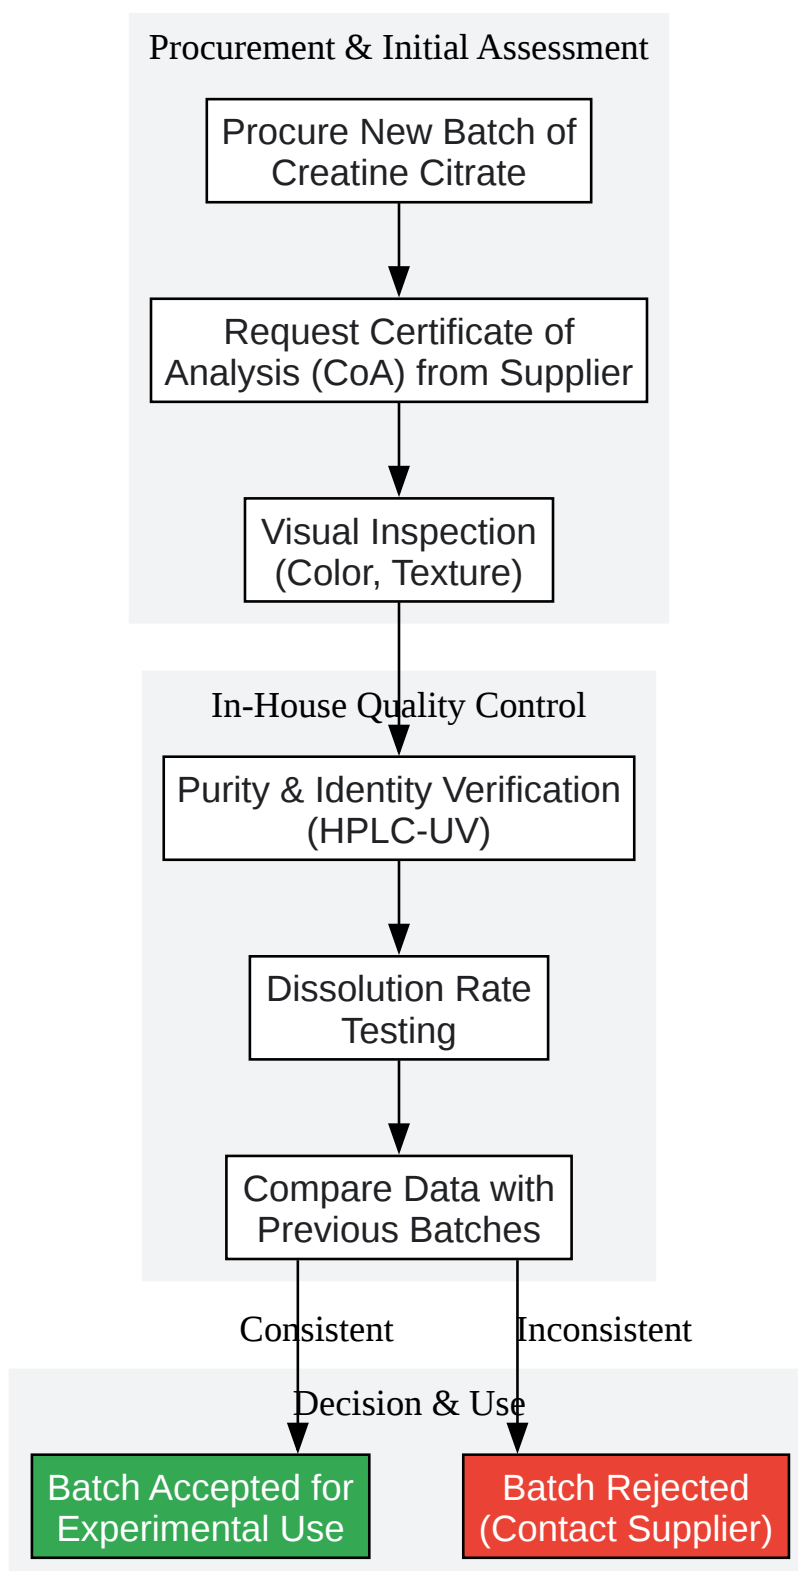 Procurement & Initial Assessment
Procure New Batch of
Creatine Citrate
Request Certificate of
Analysis (CoA) from Supplier
Visual Inspection
(Color, Texture)
In-House Quality Control
Purity & Identity Verification
(HPLC-UV)
Dissolution Rate
Testing
Compare Data with
Previous Batches
Consistent
Inconsistent
Decision & Use
Batch Accepted for
Experimental Use
Batch Rejected
(Contact Supplier)